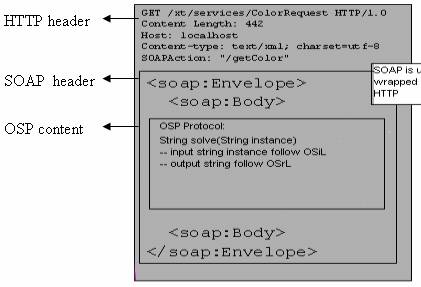 HTTP header
GET /xt/services/ColorRequest HTTP/1.0
Content Length: 442
Host: localhost
Content-type: text/xml; charset=utf-8
SOAPAction: "/getColor"
SOAP header
<soap:Envelope>
<soap:Body>
SOAP is u
wrapped
HTTP
OSP content
OSP Protocol:
String solve(String instance)
-- input string instance follow OSiL
-- output string follow OSrL
<soap:Body>
</soap:Envelope>